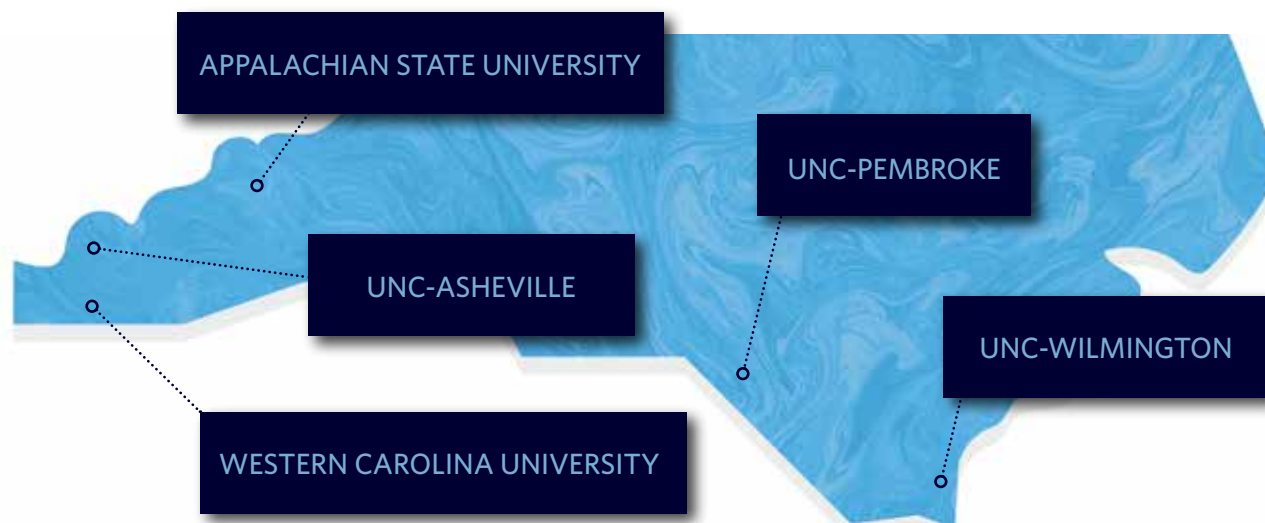 APPALACHIAN STATE UNIVERSITY
UNC-PEMBROKE
UNC-ASHEVILLE
UNC-WILMINGTON
WESTERN CAROLINA UNIVERSITY